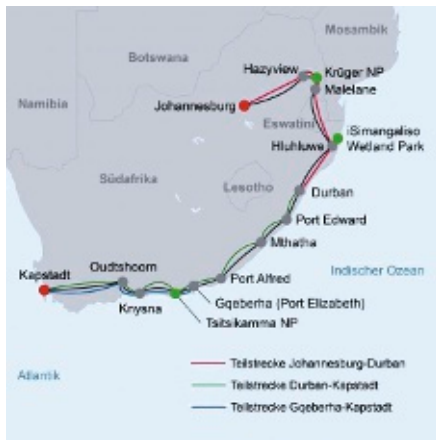 Mosambik
Botswana
Hazyview
Krüger NP
Malelane
Johannesburg
Namibia
Eswatini
iSimangaliso
Wetland Park
Hluhluwe
Südafrika
Lesotho
Durban
Port Edward
Mthatha
Indischer Ozean
Oudtshoorn
Kapstadt
Port Alfred
Gqeberha (Port Elizabeth)
Knysna
Tsitsikamma NP
Atlantik
Teilstrecke Johannesburg-Durban
Teilstrecke Durban-Kapstadt
Teilstrecke Gqeberha-Kapstadt